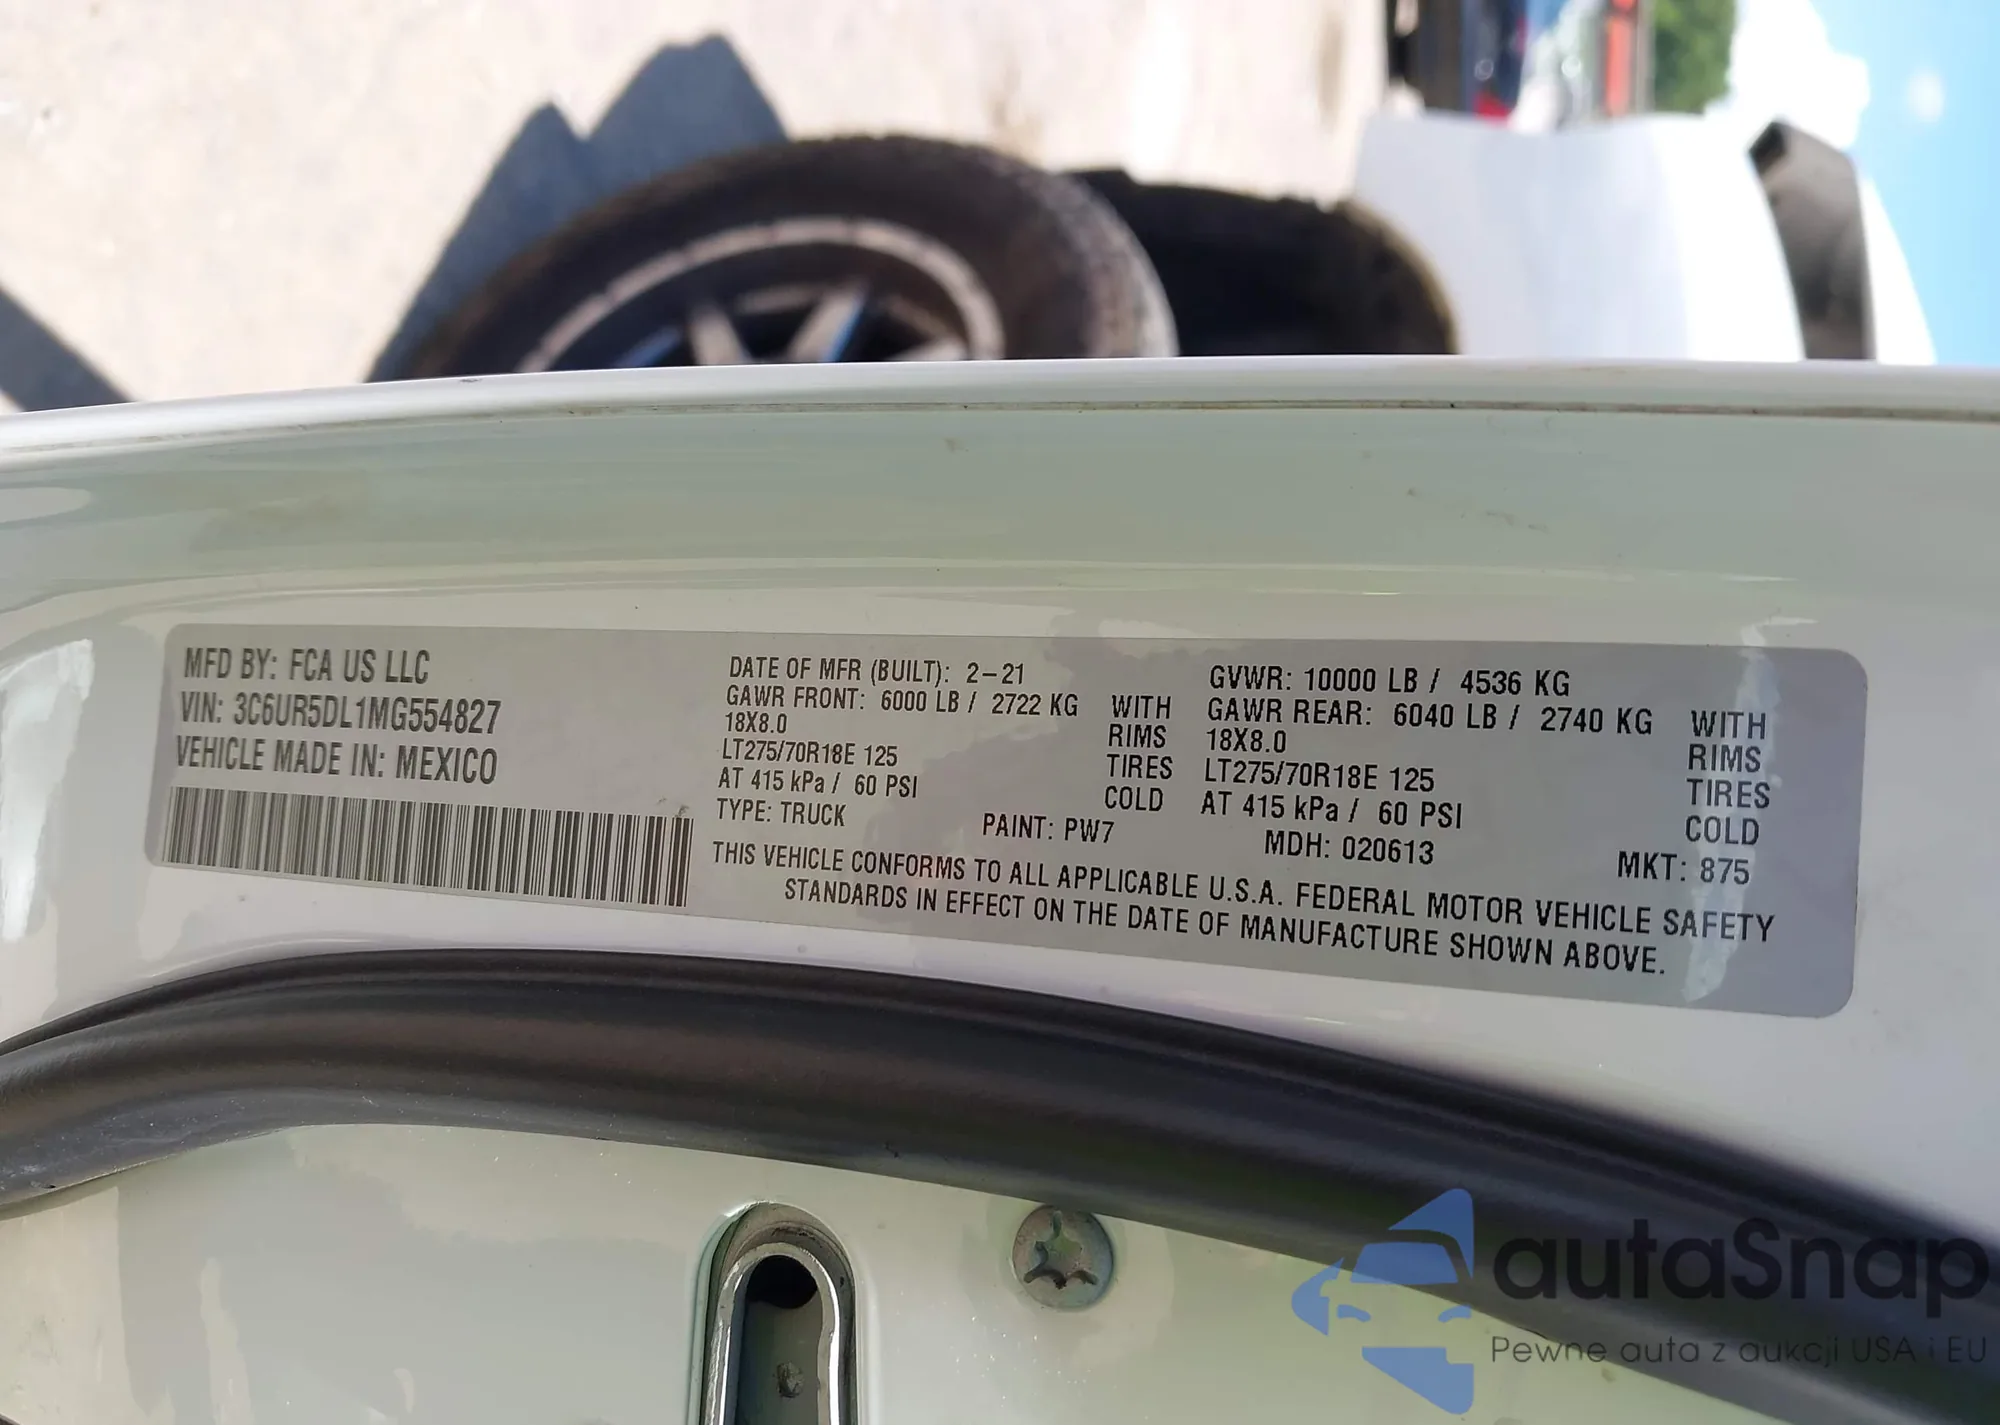 MFD BY: FCA US LLC
VIN: 3C6UR5DL1MG554827
VEHICLE MADE IN: MEXICO
DATE OF MFR (BUILT): 2-21
GAWR FRONT: 6000 LB / 2722 KG WITH
18X8.0 RIMS
LT275/70R18E 125 TIRES
AT 415 kPa / 60 PSI COLD
TYPE: TRUCK
GVWR: 10000 LB / 4536 KG
GAWR REAR: 6040 LB / 2740 KG WITH
18X8.0 RIMS
LT275/70R18E 125 TIRES
AT 415 kPa / 60 PSI COLD
PAINT: PW7 MDH: 020613 MKT: 875
THIS VEHICLE CONFORMS TO ALL APPLICABLE U.S.A. FEDERAL MOTOR VEHICLE SAFETY
STANDARDS IN EFFECT ON THE DATE OF MANUFACTURE SHOWN ABOVE.
autaSnap
Pewne auta z aukcji USA i EU